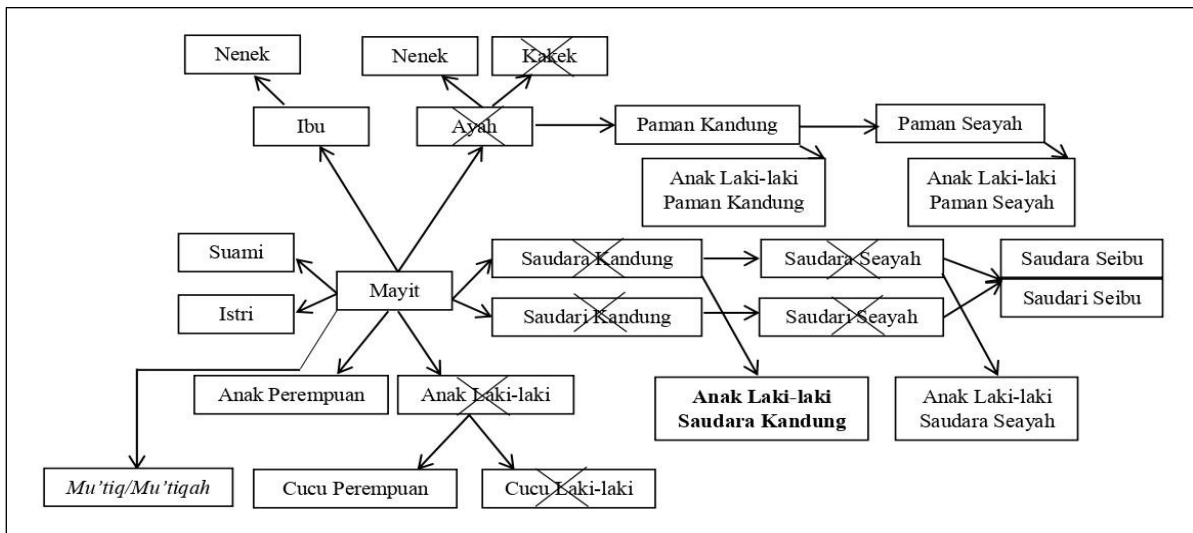 Nenek
Nenek
Kakek
Ibu
Ayah
Paman Kandung
Paman Seayah
Anak Laki-laki
Paman Kandung
Anak Laki-laki
Paman Seayah
Suami
Saudara Kandung
Saudara Seayah
Saudara Seibu
Mayit
Istri
Saudari Kandung
Saudari Seayah
Saudari Seibu
Anak Perempuan
Anak Laki-laki
Anak Laki-laki
Saudara Kandung
Anak Laki-laki
Saudara Seayah
Mu’tiq/Mu’tiqah
Cucu Perempuan
Cucu Laki-laki